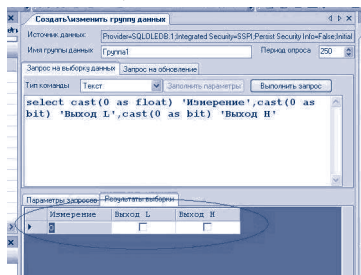 Создать\изменить группу данных
Источник данных Provider=SQLOLEDB.1;Integrated Security=SSPI;Persist Security Info=False;Initial
Имя группы данных Группа1 Период опроса 250
Запрос на выборку данных Запрос на обновление
Тип команды Текст Заполнить параметры Выполнить запрос
select cast(0 as float) 'Измерение',cast(0 as
bit) 'Выход L',cast(0 as bit) 'Выход H'
Параметры запросов Результаты выборки
Измерение Выход L Выход H
0